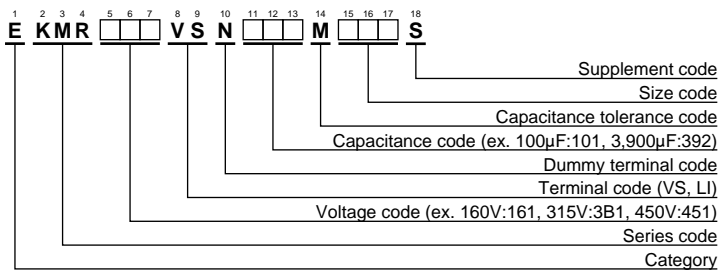 1 2 3 4 5 6 7 8 9 10 11 12 13 14 15 16 17 18
E KMR □□□ VS N □□□ M □□□ S
Supplement code
Size code
Capacitance tolerance code
Capacitance code (ex. 100µF:101, 3,900µF:392)
Dummy terminal code
Terminal code (VS, LI)
Voltage code (ex. 160V:161, 315V:3B1, 450V:451)
Series code
Category